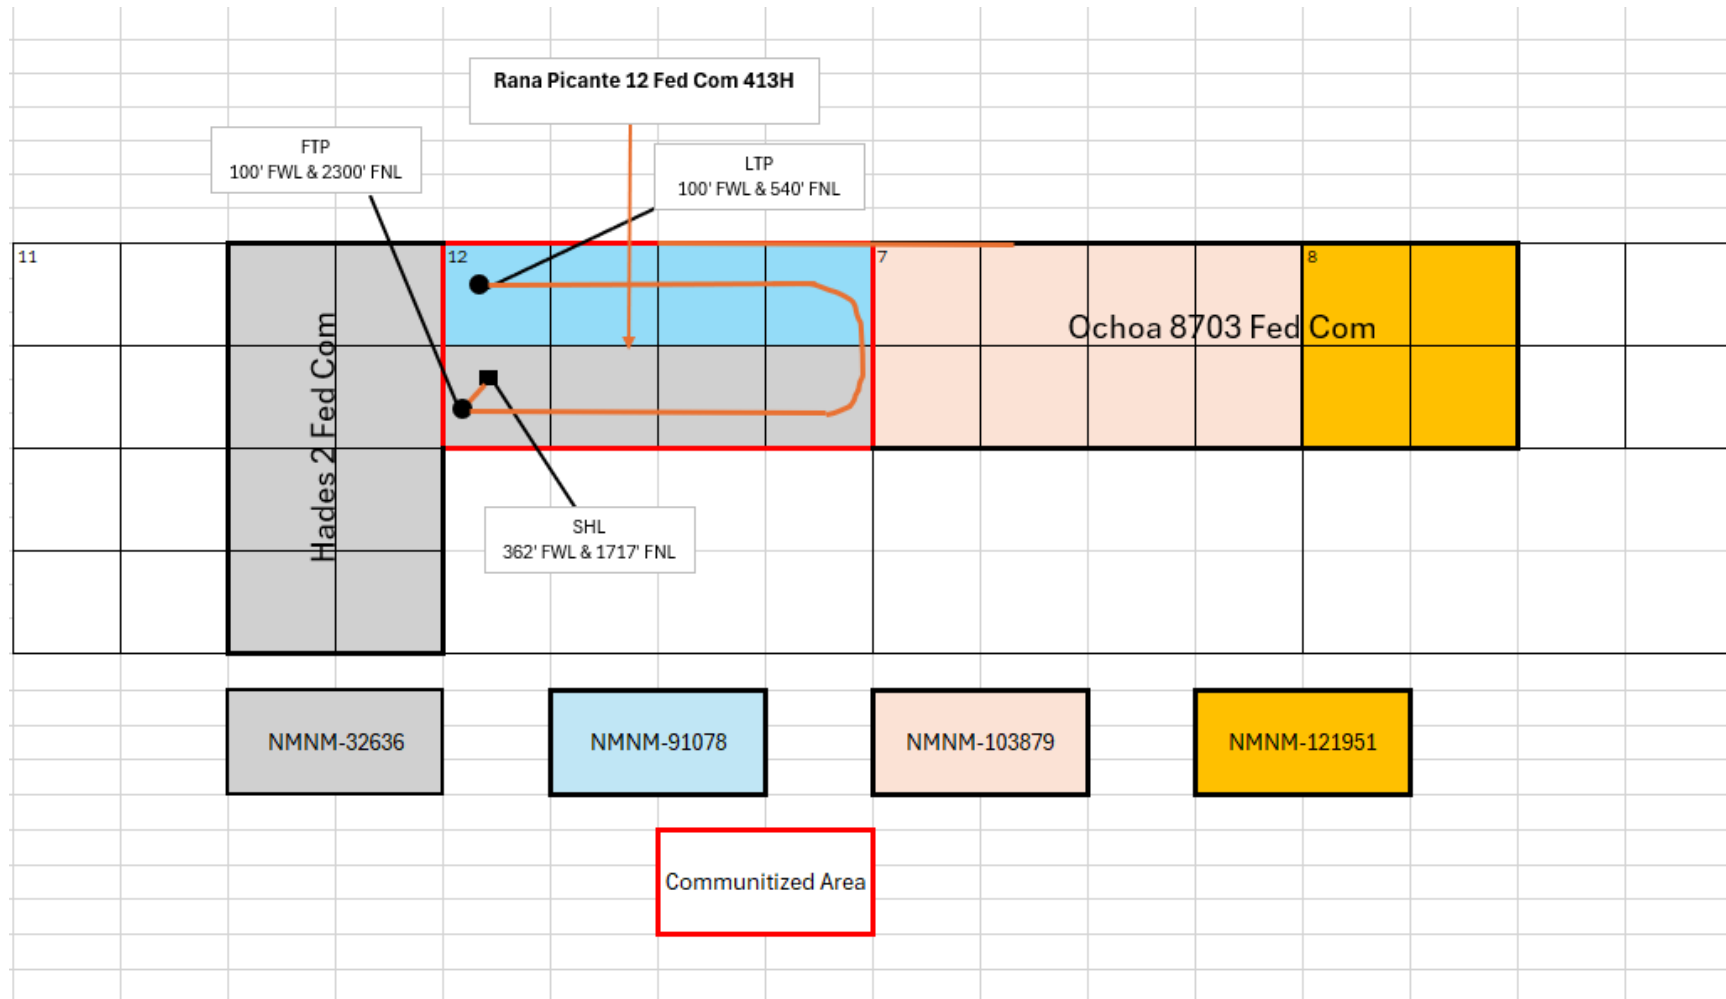 Rana Picante 12 Fed Com 413H
FTP
100' FWL & 2300' FNL
LTP
100' FWL & 540' FNL
11
12
7
8
Hades 2 Fed Com
Ochoa 8703 Fed Com
SHL
362' FWL & 1717' FNL
NMNM-32636
NMNM-91078
NMNM-103879
NMNM-121951
Communitized Area